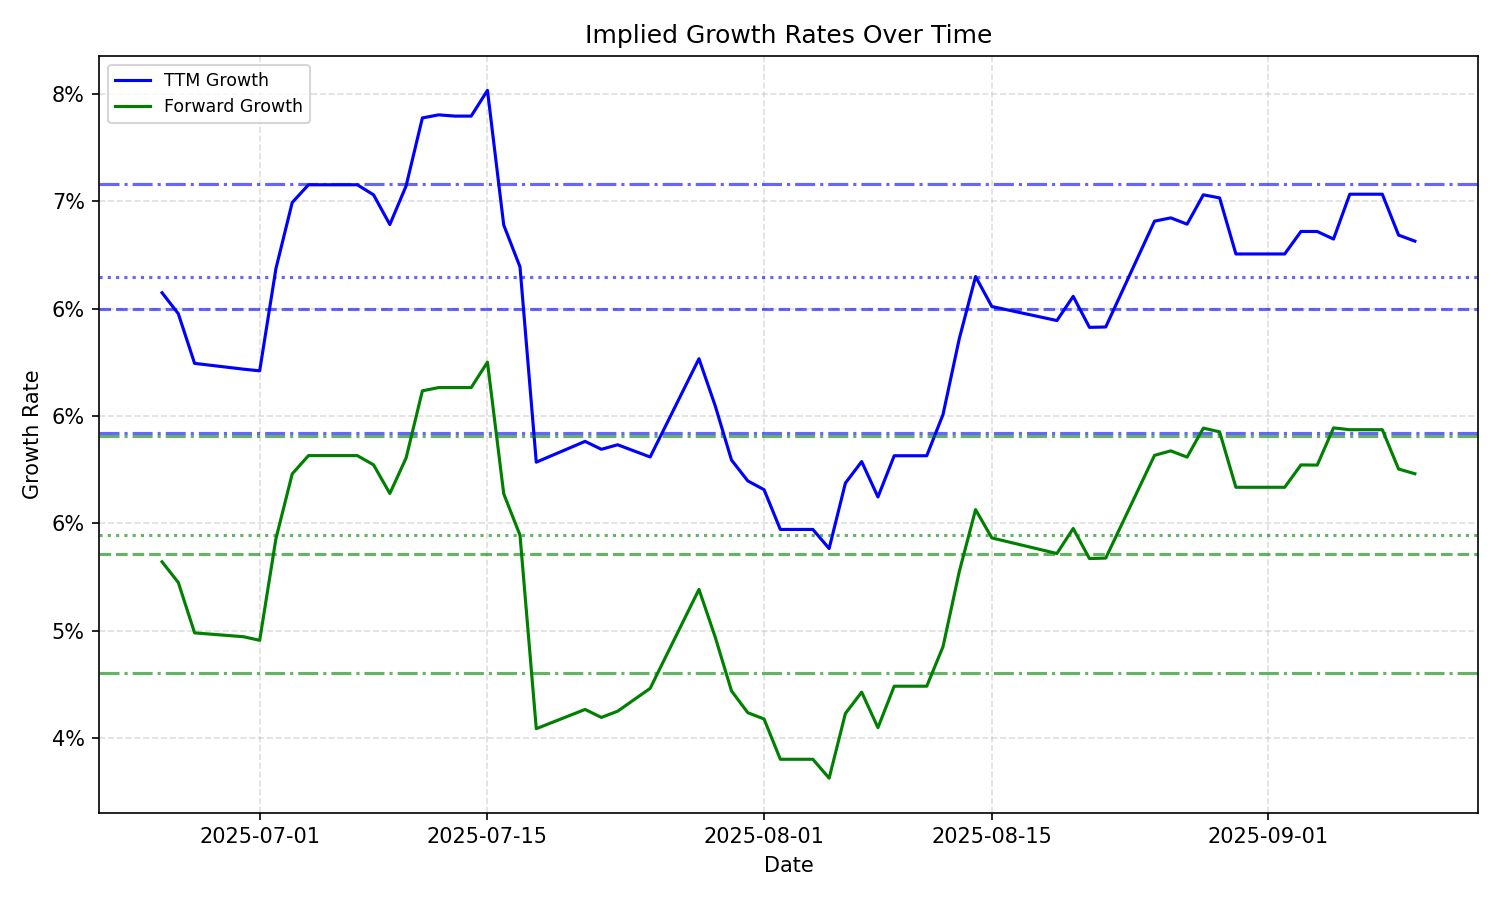 Implied Growth Rates Over Time
TTM Growth
Forward Growth
8%
7%
6%
6%
6%
5%
4%
Growth Rate
2025-07-01
2025-07-15
2025-08-01
2025-08-15
2025-09-01
Date